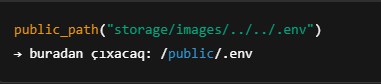 public_path("storage/images/../../.env")
→ buradan çıxacaq: /public/.env